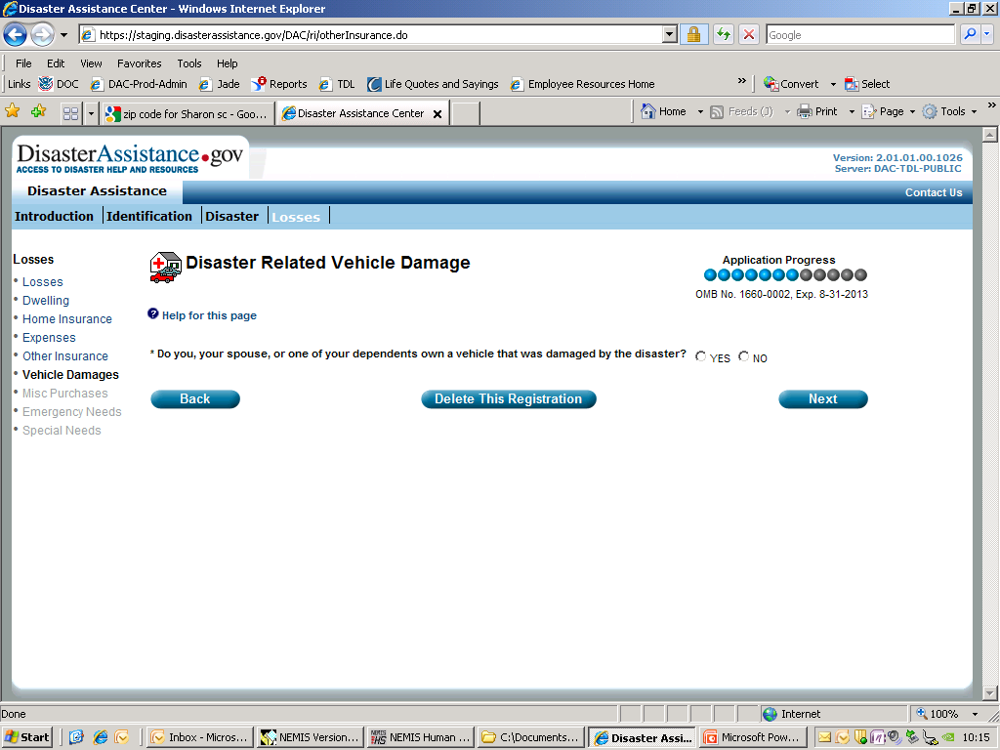 Disaster Assistance Center - Windows Internet Explorer
https://staging.disasterassistance.gov/DAC/ri/otherInsurance.do
Google
File Edit View Favorites Tools Help
Links DOC DAC-Prod-Admin Jade Reports TDL Life Quotes and Sayings Employee Resources Home » Convert Select
zip code for Sharon sc - Goo... Disaster Assistance Center Home Feeds (J) Print Page Tools »
DisasterAssistance.gov
ACCESS TO DISASTER HELP AND RESOURCES
Version: 2.01.01.00.1026
Server: DAC-TDL-PUBLIC
Disaster Assistance
Contact Us
Introduction Identification Disaster Losses
Losses
• Losses
• Dwelling
• Home Insurance
• Expenses
• Other Insurance
• Vehicle Damages
• Misc Purchases
• Emergency Needs
• Special Needs
Disaster Related Vehicle Damage
Application Progress
OMB No. 1660-0002, Exp. 8-31-2013
? Help for this page
* Do you, your spouse, or one of your dependents own a vehicle that was damaged by the disaster? YES NO
Back Delete This Registration Next
Done Internet 100%
Start Inbox - Micros... NEMIS Version... NEMIS Human ... C:\Documents... Disaster Assi... Microsoft Pow... 10:15